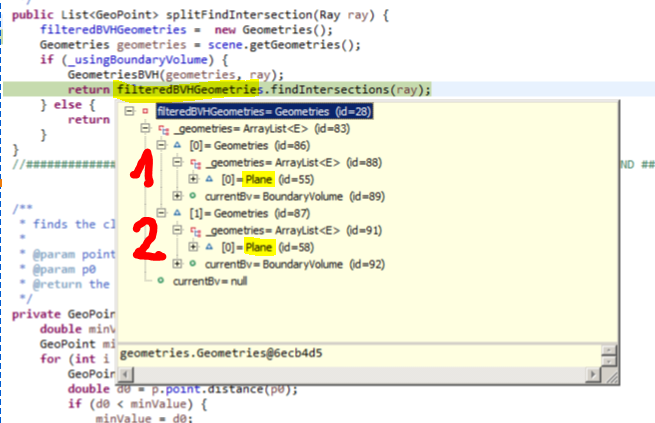 public List<GeoPoint> splitFindIntersection(Ray ray) {
filteredBVHGeometries = new Geometries();
Geometries geometries = scene.getGeometries();
if (_usingBoundaryVolume) {
GeometriesBVH(geometries, ray);
return filteredBVHGeometries.findIntersections(ray);
} else {
return
}
}
filteredBVHGeometries= Geometries (id=28)
_geometries= ArrayList<E> (id=83)
1
[0]= Geometries (id=86)
_geometries= ArrayList<E> (id=88)
[0]= Plane (id=55)
currentBv= BoundaryVolume (id=89)
2
[1]= Geometries (id=87)
_geometries= ArrayList<E> (id=91)
[0]= Plane (id=58)
currentBv= BoundaryVolume (id=92)
currentBv= null
geometries.Geometries@6ecb4d5
//##############
ND ##
/**
* finds the cl
*
* @param point
* @param p0
* @return the
*/
private GeoPoin
double minV
GeoPoint mi
for (int i
GeoPoin
double d0 = p.point.distance(p0);
if (d0 < minValue) {
minValue = d0;